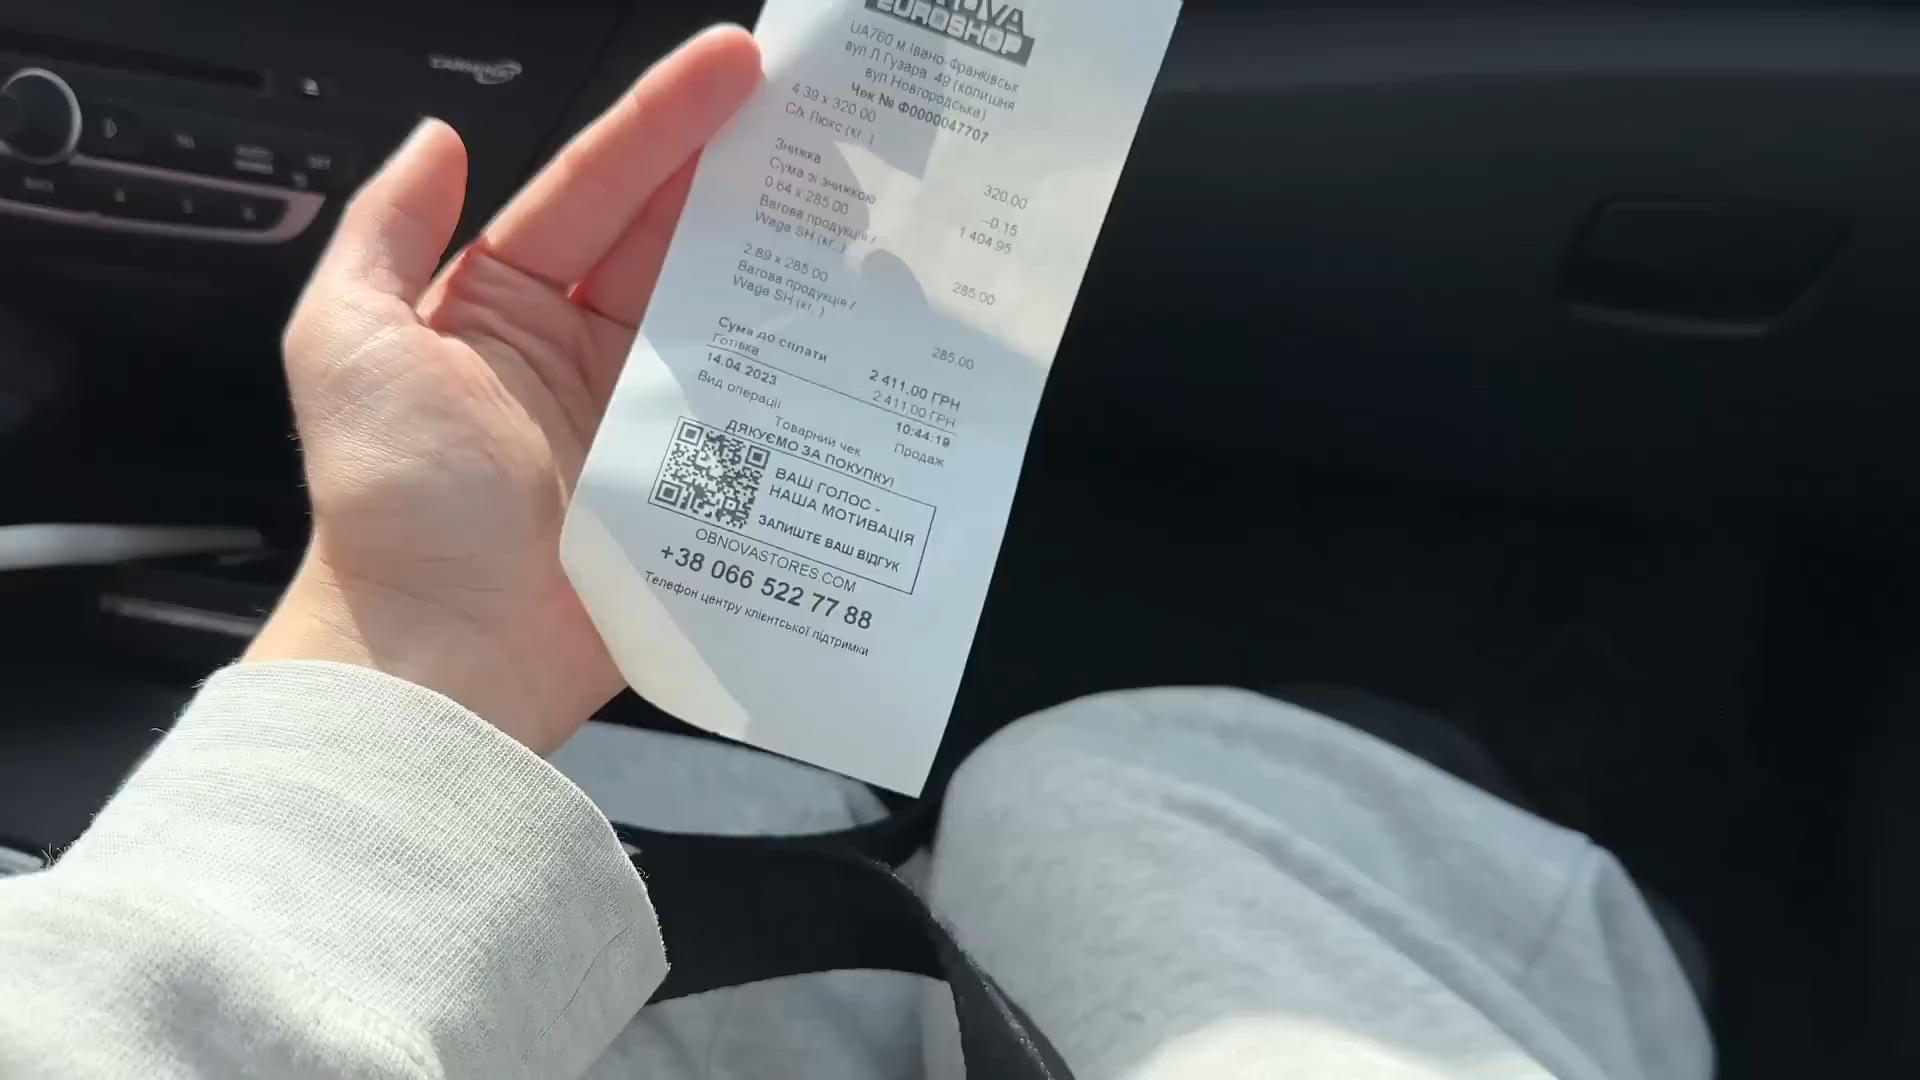 EUROSHOP
UA760 м.Івано-Франківськ
вул Л.Гузара 49 (колишня
вул Новгородська)
Чек № Ф0000047707
4.39 x 320.00
С/х Люкс (кг. )
320.00
Знижка
–0.15
Сума зі знижкою
1 404.95
0.64 x 285.00
Вагова продукція /
Waga SH (кг. )
285.00
2.89 x 285.00
Вагова продукція /
Waga SH (кг. )
285.00
Сума до сплати 2 411.00 ГРН
Готівка 2 411.00 ГРН
14.04.2023 10:44:19
Вид операції Продаж
Товарний чек
ДЯКУЄМО ЗА ПОКУПКУ!
ВАШ ГОЛОС -
НАША МОТИВАЦІЯ
ЗАЛИШТЕ ВАШ ВІДГУК
OBNOVASTORES.COM
+38 066 522 77 88
Телефон центру клієнтської підтримки